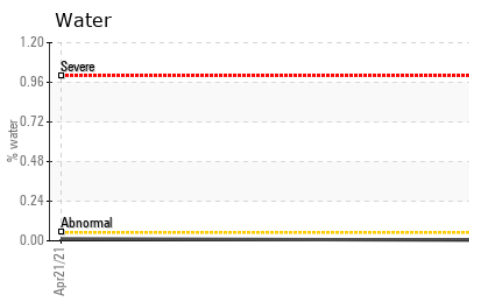 Water
1.20
Severe
0.96
0.72
% water
0.48
0.24
Abnormal
0.00
Apr21/21